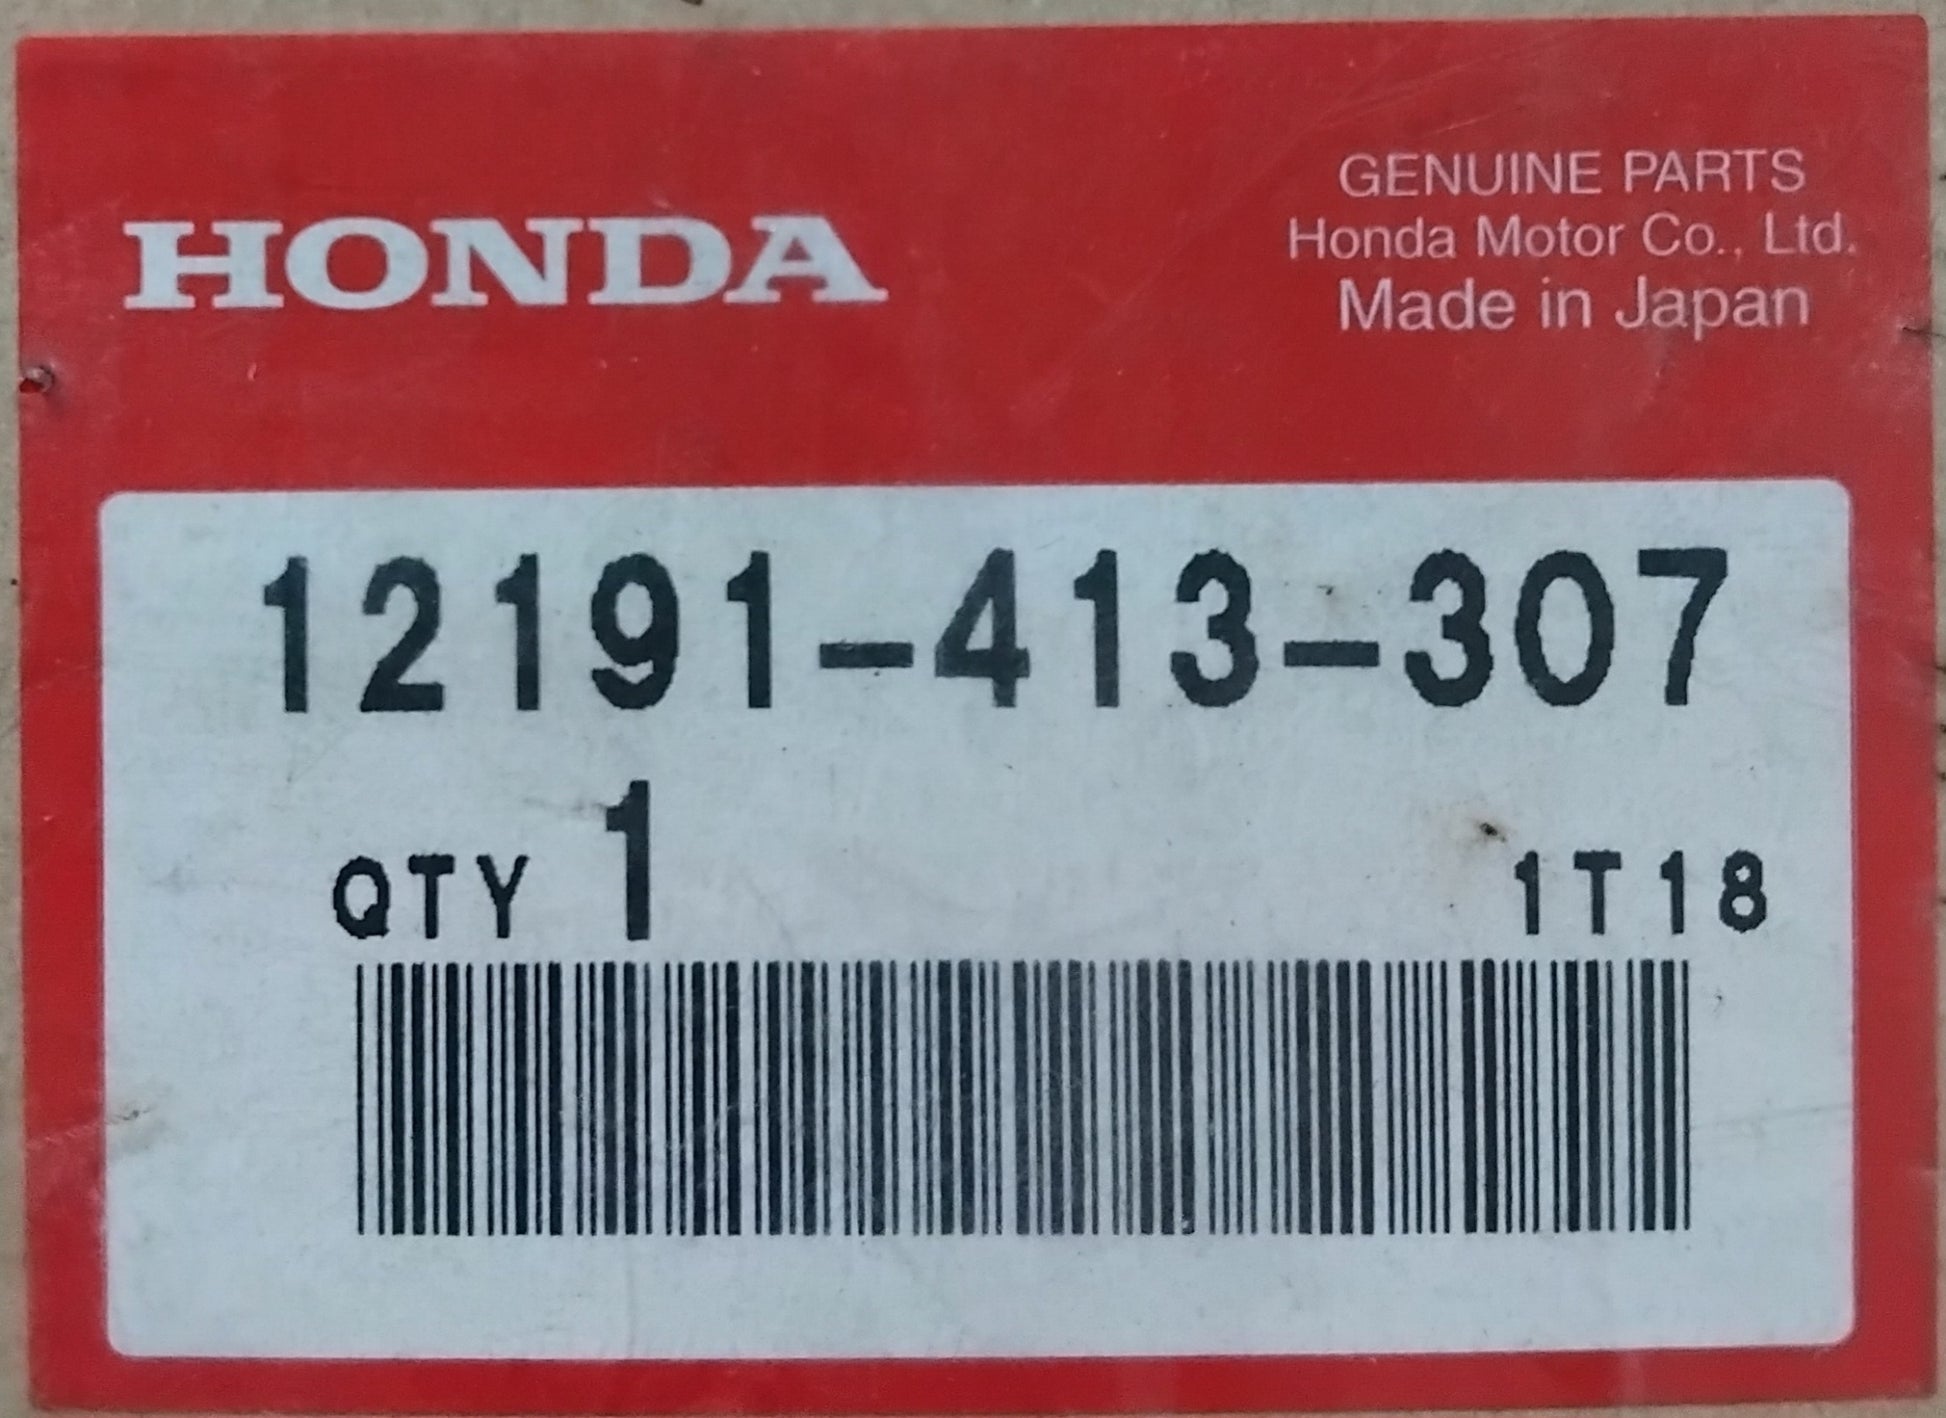 HONDA
GENUINE PARTS
Honda Motor Co., Ltd.
Made in Japan
12191-413-307
QTY 1
1T18